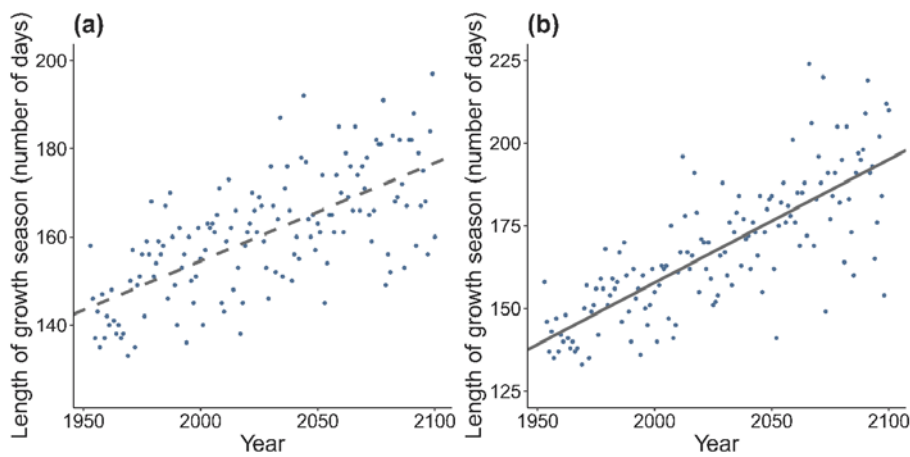 (a)
Length of growth season (number of days)
200
180
160
140
1950
2000
2050
2100
Year
(b)
Length of growth season (number of days)
225
200
175
150
125
1950
2000
2050
2100
Year